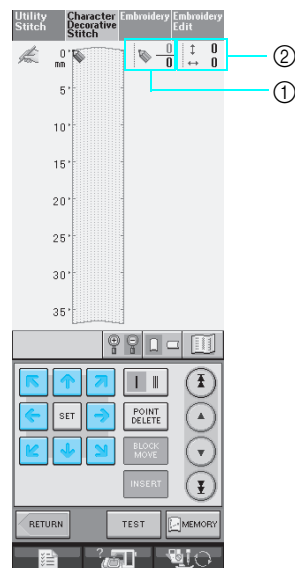 Utility Stitch
Character Decorative Stitch
Embroidery
Embroidery Edit
0
mm
5
10
15
20
25
30
35
0
0
0
0
②
①
SET
POINT DELETE
BLOCK MOVE
INSERT
RETURN
TEST
MEMORY
?